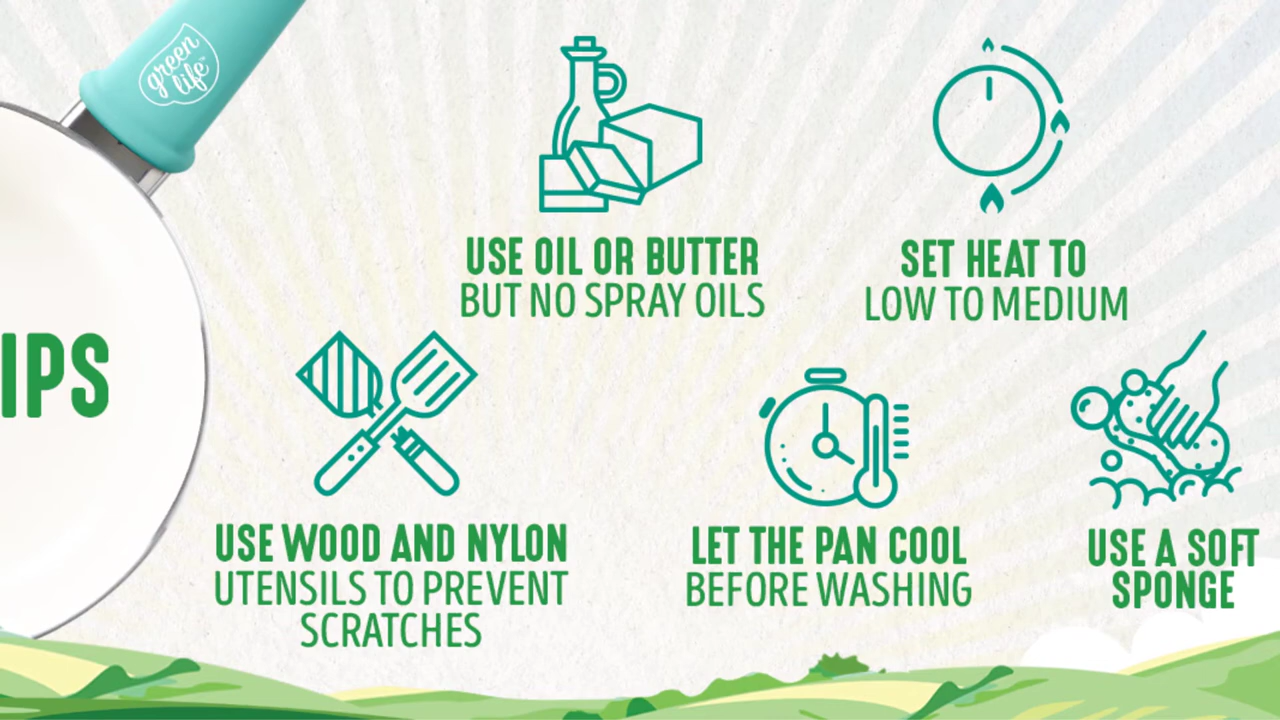 green
life™
USE OIL OR BUTTER
BUT NO SPRAY OILS
SET HEAT TO
LOW TO MEDIUM
IPS
USE WOOD AND NYLON
UTENSILS TO PREVENT
SCRATCHES
LET THE PAN COOL
BEFORE WASHING
USE A SOFT
SPONGE